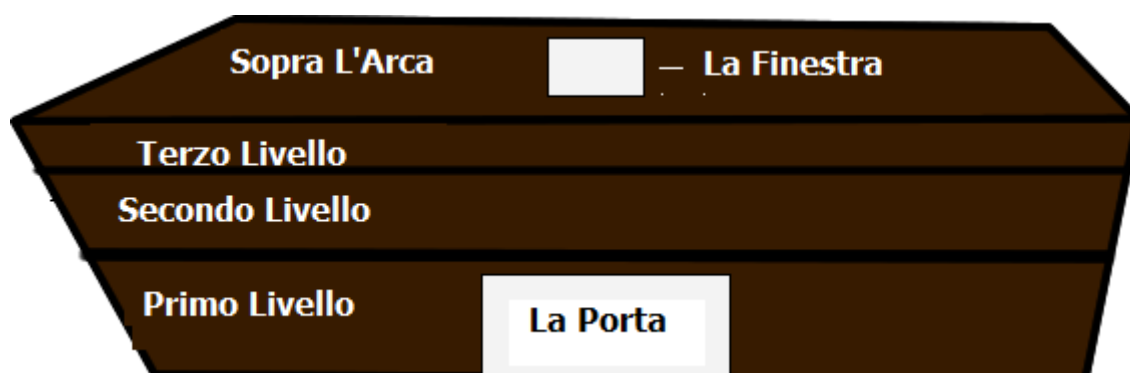 Sopra L'Arca
— La Finestra
Terzo Livello
Secondo Livello
Primo Livello
La Porta